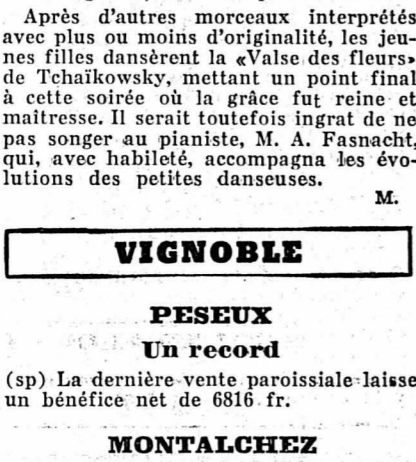 Après d'autres morceaux interprétés
avec plus ou moins d'originalité, les jeu-
nes filles dansèrent la «Valse des fleurs»
de Tchaïkowsky, mettant un point final
à cette soirée où la grâce fut reine et
maîtresse. Il serait toutefois ingrat de ne
pas songer au pianiste, M. A. Fasnacht,
qui, avec habileté, accompagna les évo-
lutions des petites danseuses.
M.
VIGNOBLE
PESEUX
Un record
(sp) La dernière vente paroissiale laisse
un bénéfice net de 6816 fr.
MONTALCHEZ